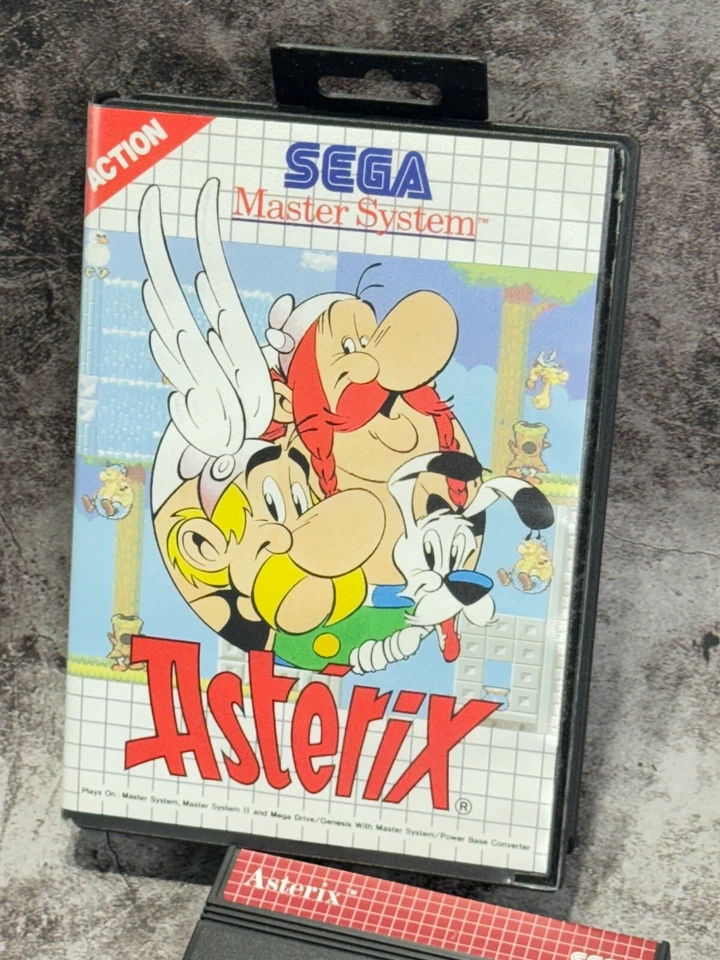 ACTION
SEGA
Master System™
Asterix®
Plays On : Master System, Master System II and Mega Drive/Genesis With Master System/Power Base Converter
Asterix™
SEGA